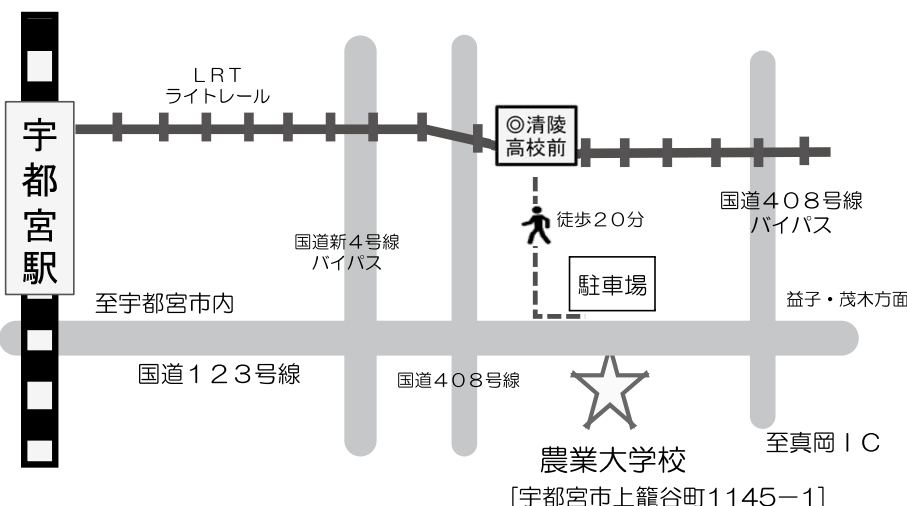 ＬＲＴ
ライトレール
宇都宮駅
◎清陵
高校前
国道４０８号線
バイパス
徒歩２０分
国道新４号線
バイパス
駐車場
至宇都宮市内
益子・茂木方面
国道１２３号線
国道４０８号線
至真岡ＩＣ
農業大学校
［宇都宮市上籠谷町1145－1］